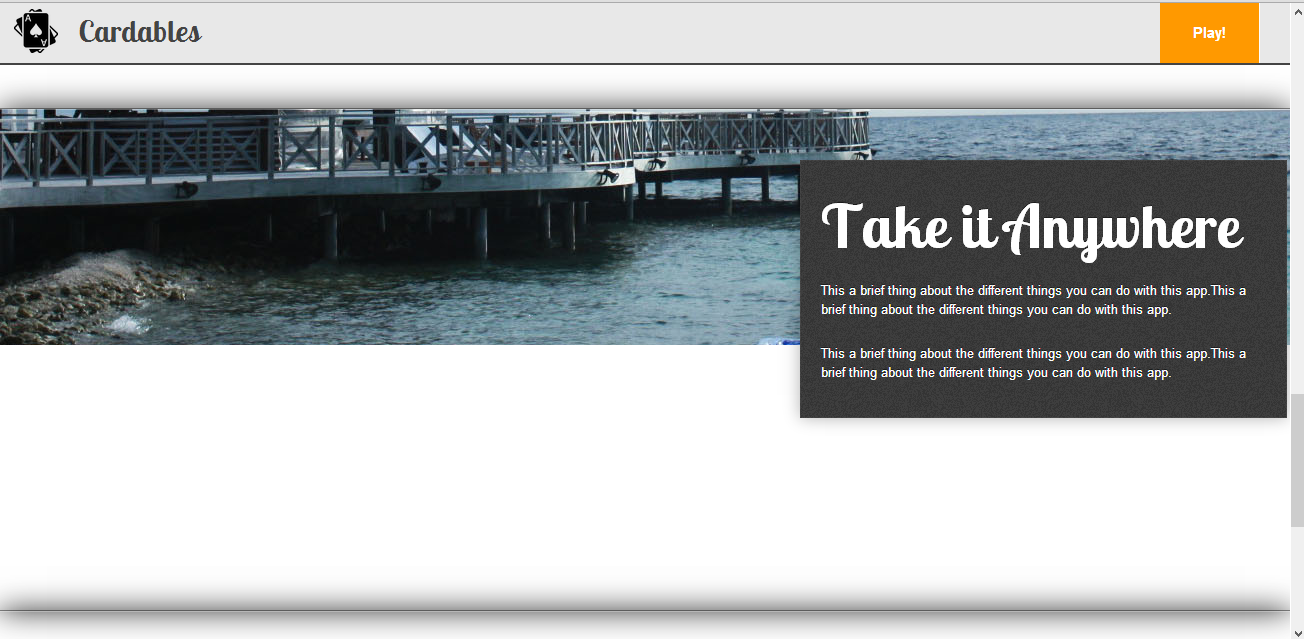 Cardables
Play!
Take it Anywhere
This a brief thing about the different things you can do with this app.This a
brief thing about the different things you can do with this app.
This a brief thing about the different things you can do with this app.This a
brief thing about the different things you can do with this app.